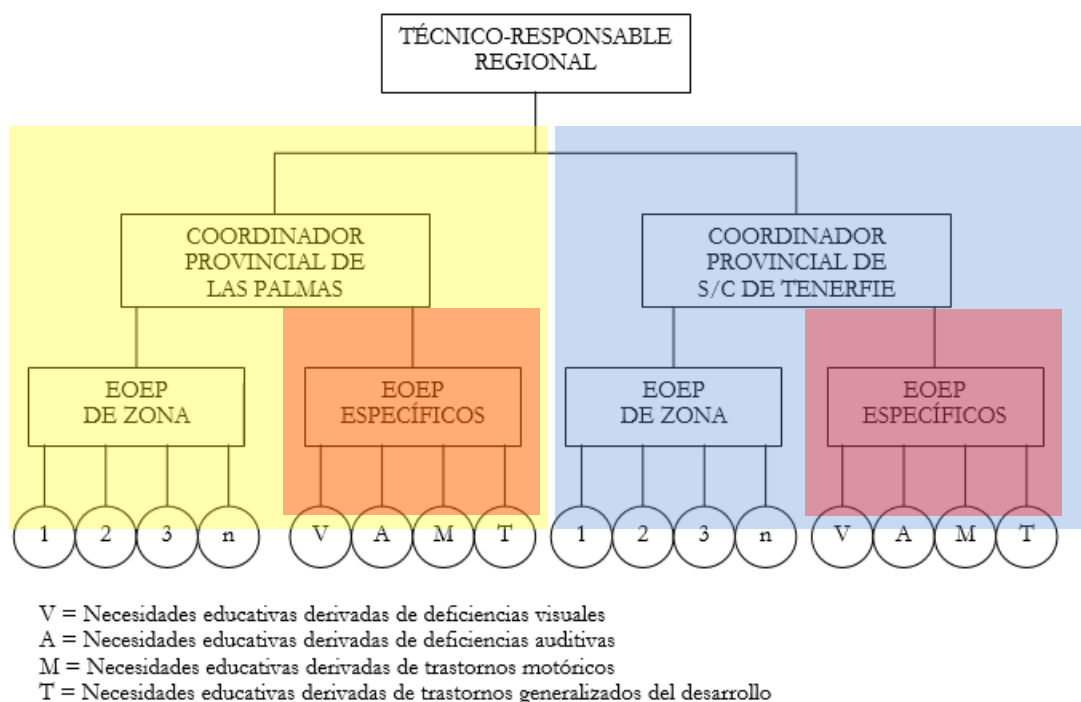 TÉCNICO-RESPONSABLE
REGIONAL
COORDINADOR
PROVINCIAL DE
LAS PALMAS
COORDINADOR
PROVINCIAL DE
S/C DE TENERFIE
EOEP
DE ZONA
EOEP
ESPECÍFICOS
EOEP
DE ZONA
EOEP
ESPECÍFICOS
1 2 3 n V A M T 1 2 3 n V A M T
V = Necesidades educativas derivadas de deficiencias visuales
A = Necesidades educativas derivadas de deficiencias auditivas
M = Necesidades educativas derivadas de trastornos motóricos
T = Necesidades educativas derivadas de trastornos generalizados del desarrollo